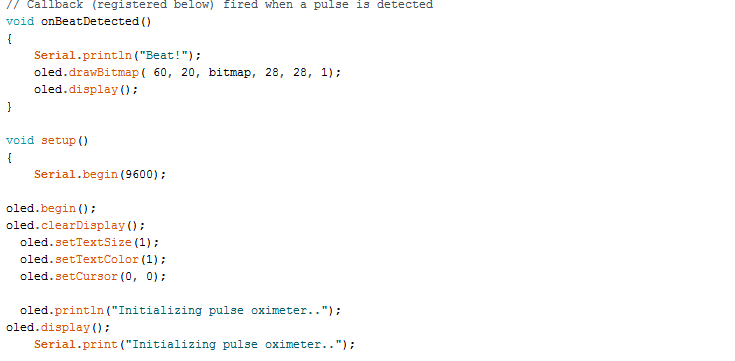 // Callback (registered below) fired when a pulse is detected
void onBeatDetected()
{
    Serial.println("Beat!");
    oled.drawBitmap( 60, 20, bitmap, 28, 28, 1);
    oled.display();
}

void setup()
{
    Serial.begin(9600);

oled.begin();
oled.clearDisplay();
  oled.setTextSize(1);
  oled.setTextColor(1);
  oled.setCursor(0, 0);

  oled.println("Initializing pulse oximeter..");
oled.display();
    Serial.print("Initializing pulse oximeter..");